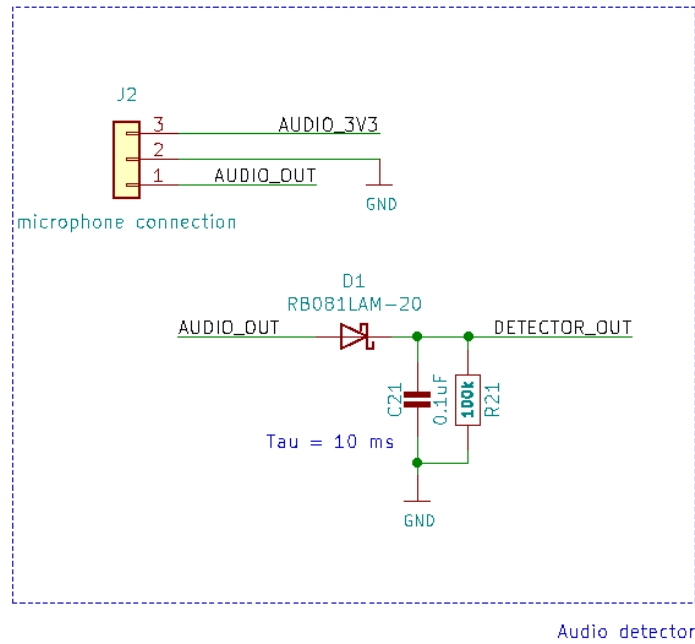 J2
3
AUDIO_3V3
2
1
AUDIO_OUT
GND
microphone connection
D1
RB081LAM-20
AUDIO_OUT
DETECTOR_OUT
C21
0.1uF
100k
R21
Tau = 10 ms
GND
Audio detector